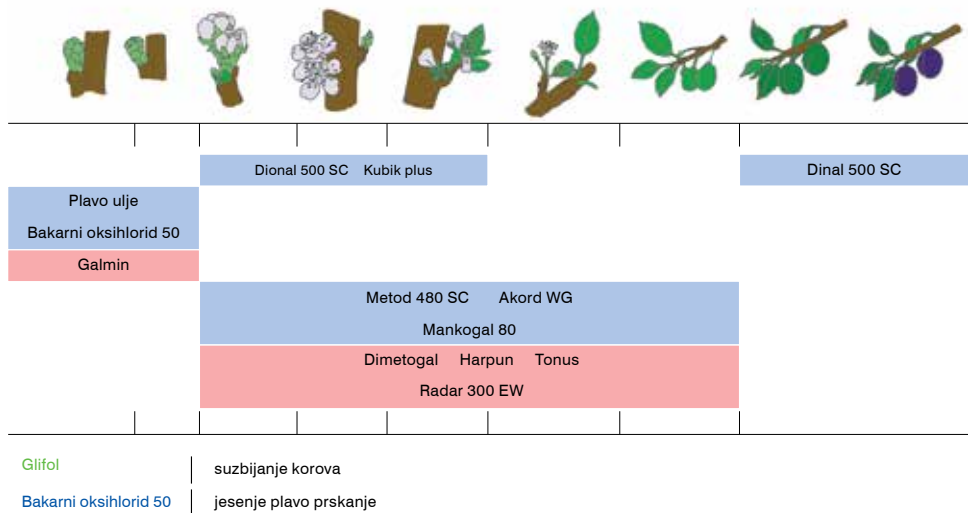 Dional 500 SC Kubik plus
Dinal 500 SC
Plavo ulje
Bakarni oksihlorid 50
Galmin
Metod 480 SC Akord WG
Mankogal 80
Dimetogal Harpun Tonus
Radar 300 EW
Glifol
suzbijanje korova
Bakarni oksihlorid 50
jesenje plavo prskanje